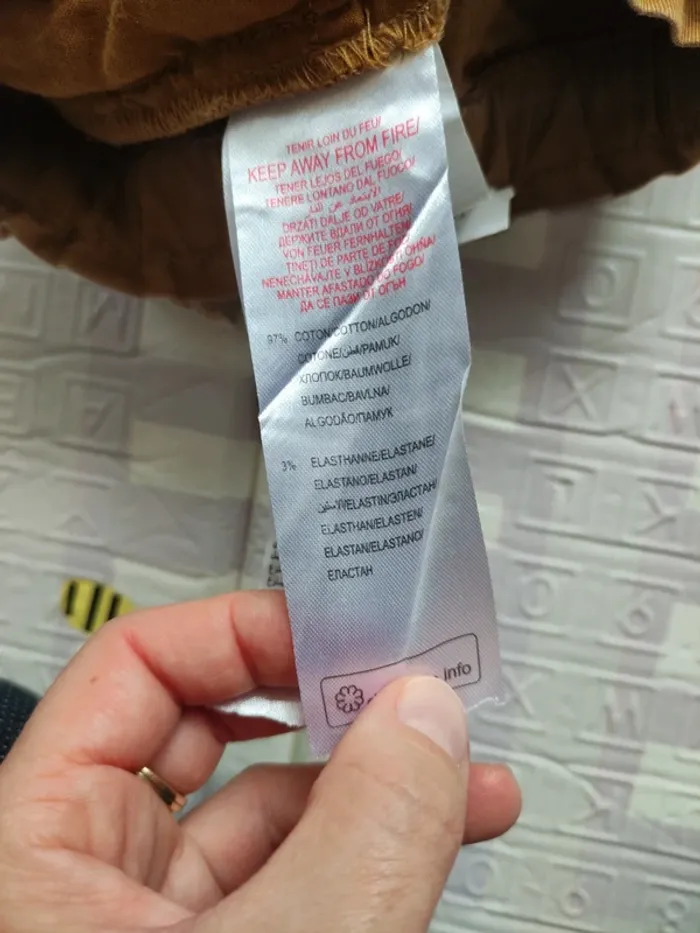 TENIR LOIN DU FEU/
KEEP AWAY FROM FIRE/
TENER LEJOS DEL FUEGO/
TENERE LONTANO DAL FUOCO/
DRŽATI DALJE OD VATRE/
ДЕРЖИТЕ ВДАЛИ ОТ ОГНЯ/
VON FEUER FERNHALTEN/
TINEȚI DE PARTE DE FOC/
NENECHÁVAJTE V BLÍZKOSTI OHŇA/
MANTER AFASTADO DO FOGO/
ДА СЕ ПАЗИ ОТ ОГЪН
97% COTON/COTTON/ALGODON/
COTONE/قطن/PAMUK/
ХЛОПОК/BAUMWOLLE/
BUMBAC/BAVLNA/
ALGODÃO/ПАМУК
3% ELASTHANNE/ELASTANE/
ELASTANO/ELASTAN/
ELASTIN/ЭЛАСТАН/
ELASTHAN/ELASTEN/
ELASTAN/ELASTANO/
ЕЛАСТАН
info